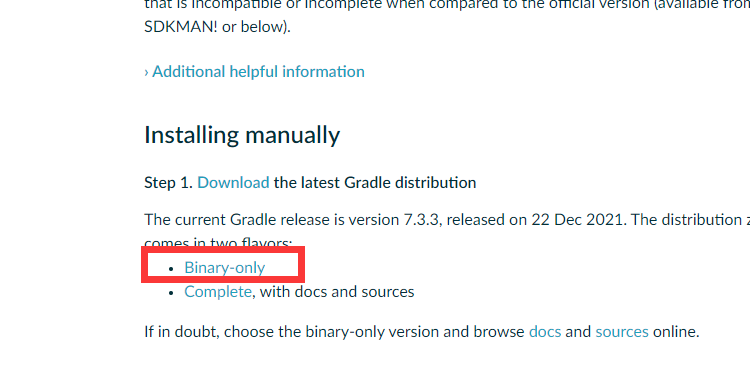 that is incompatible or incomplete when compared to the official version (available from
SDKMAN! or below).
› Additional helpful information
Installing manually
Step 1. Download the latest Gradle distribution
The current Gradle release is version 7.3.3, released on 22 Dec 2021. The distribution
comes in two flavors:
• Binary-only
• Complete, with docs and sources
If in doubt, choose the binary-only version and browse docs and sources online.